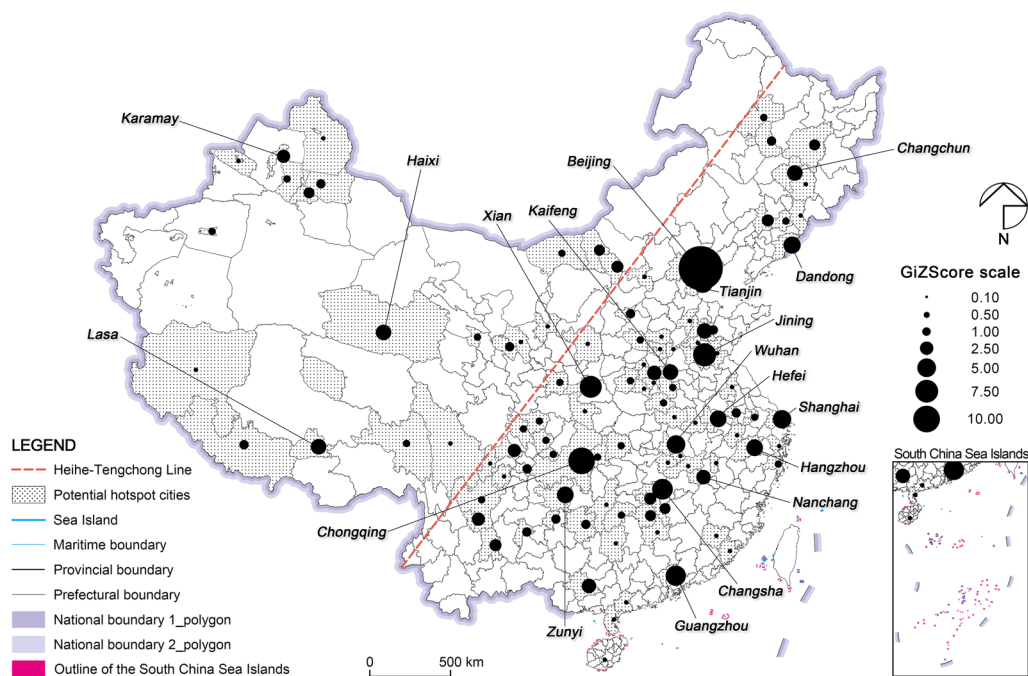 Karamay
Haixi
Beijing
Changchun
Xian
Kaifeng
N
Dandong
GiZScore scale
Tianjin
0.10
0.50
Jining
1.00
Lasa
Wuhan
2.50
Hefei
5.00
7.50
Shanghai
10.00
LEGEND
Heihe-Tengchong Line
Hangzhou
South China Sea Islands
Potential hotspot cities
Nanchang
Sea Island
Chongqing
Maritime boundary
Provincial boundary
Changsha
Prefectural boundary
National boundary 1_polygon
Zunyi
Guangzhou
National boundary 2_polygon
Outline of the South China Sea Islands
0 500 km